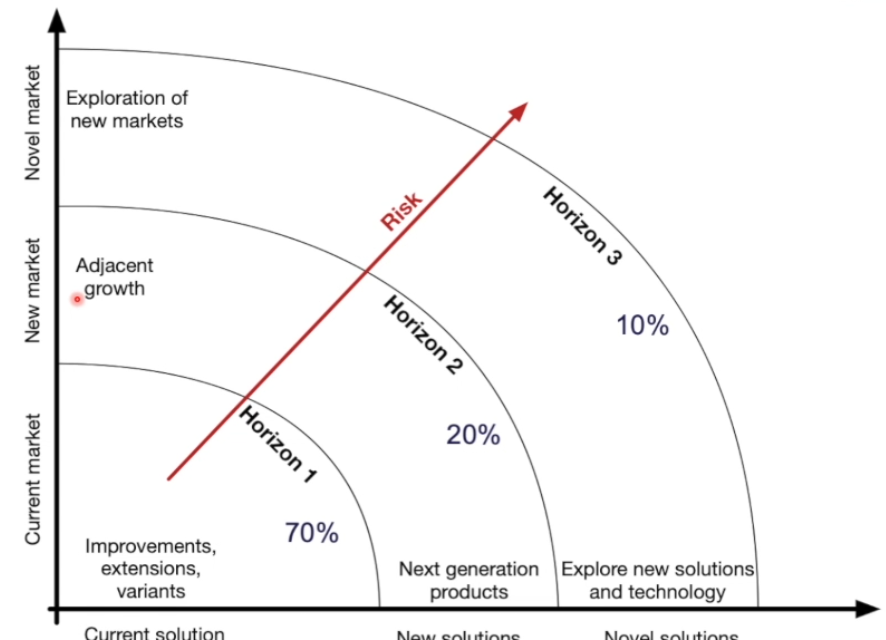 Novel market
Exploration of
new markets
Risk
Horizon 3
New market
Adjacent
growth
10%
Horizon 2
20%
Current market
Horizon 1
70%
Improvements,
extensions,
variants
Next generation
products
Explore new solutions
and technology
Current solution
New solutions
Novel solutions